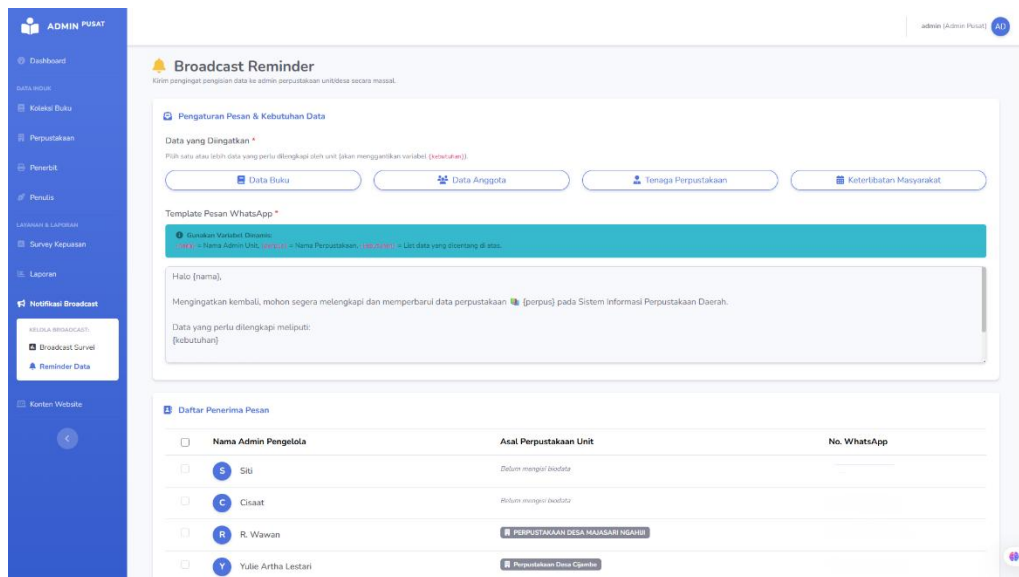 ADMIN PUSAT
admin (Admin Pusat) AD
Dashboard
DATA INDUK
Koleksi Buku
Perpustakaan
Penerbit
Penulis
LAYANAN & LAPORAN
Survey Kepuasan
Laporan
Notifikasi Broadcast
KELOLA BROADCAST:
Broadcast Survei
Reminder Data
Konten Website
Broadcast Reminder
Kirim pengingat pengisian data ke admin perpustakaan unit/desa secara massal.
Pengaturan Pesan & Kebutuhan Data
Data yang Diingatkan *
Pilih satu atau lebih data yang perlu dilengkapi oleh unit (akan menggantikan variabel {kebutuhan}).
Data Buku
Data Anggota
Tenaga Perpustakaan
Keterlibatan Masyarakat
Template Pesan WhatsApp *
Gunakan Variabel Dinamis:
{nama} = Nama Admin Unit, {perpus} = Nama Perpustakaan, {kebutuhan} = List data yang dicentang di atas.
Halo {nama},
Mengingatkan kembali, mohon segera melengkapi dan memperbarui data perpustakaan {perpus} pada Sistem Informasi Perpustakaan Daerah.
Data yang perlu dilengkapi meliputi:
{kebutuhan}
Daftar Penerima Pesan
Nama Admin Pengelola Asal Perpustakaan Unit No. WhatsApp
S Siti Belum mengisi biodata
C Cisaat Belum mengisi biodata
R R. Wawan PERPUSTAKAAN DESA MAJASARI NGAHIJI
Y Yulie Artha Lestari Perpustakaan Desa Cijambe